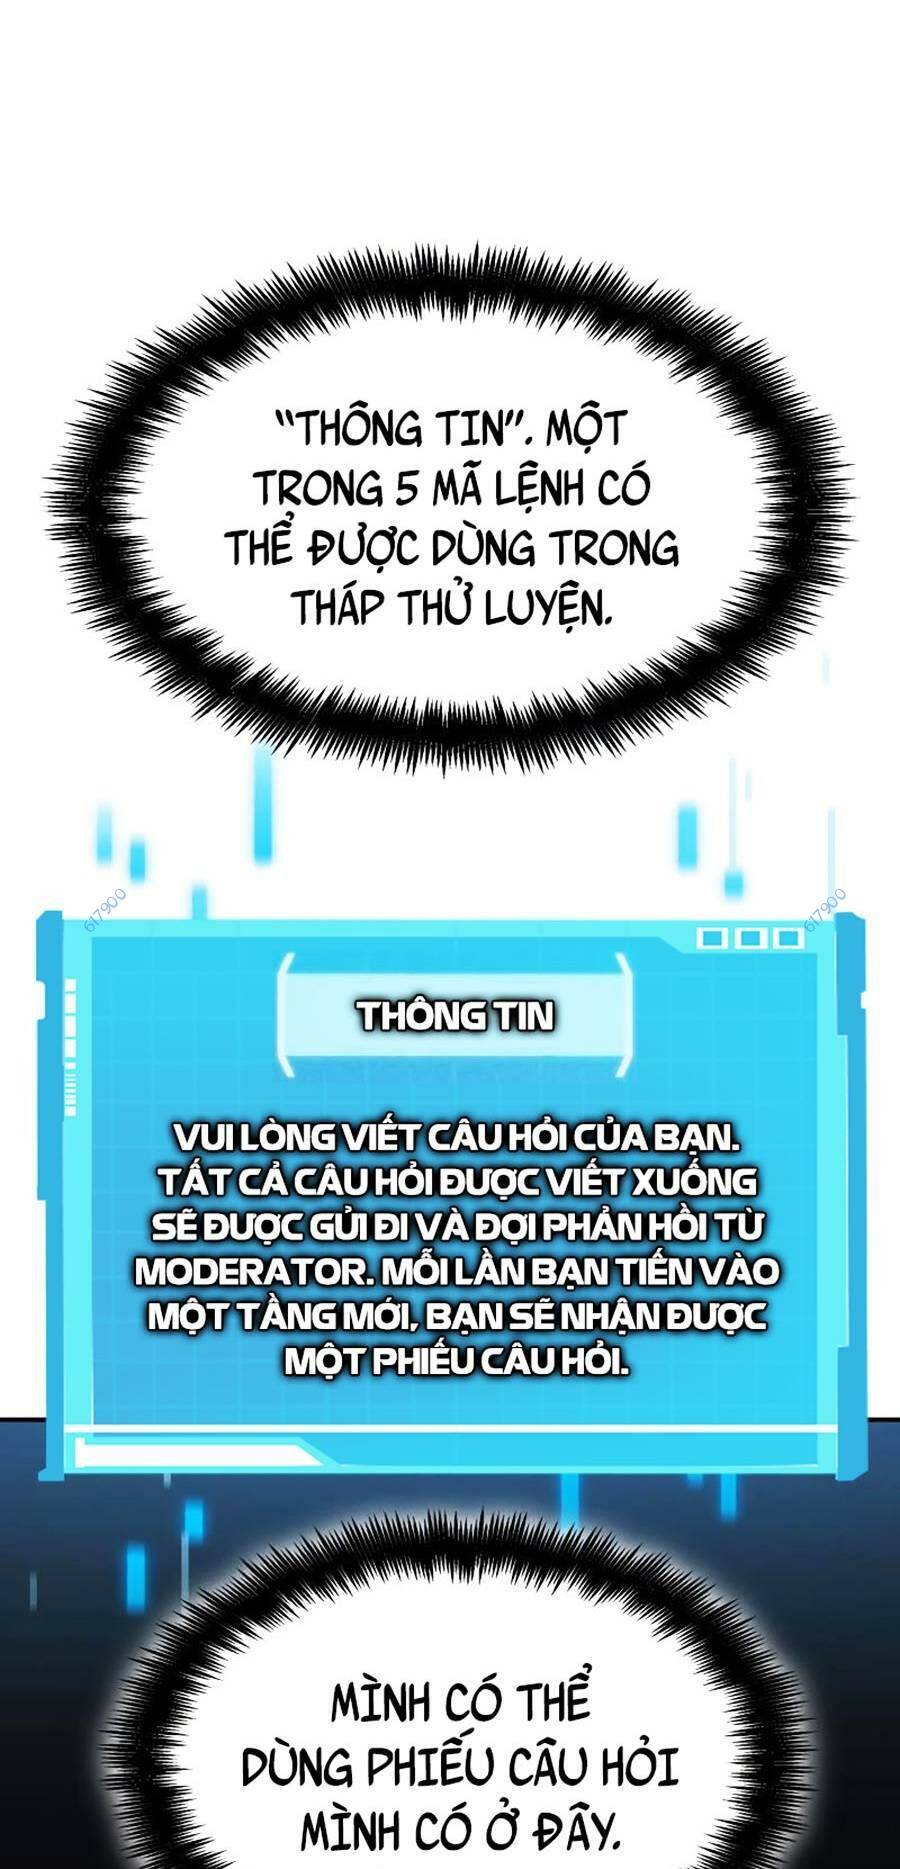 “THÔNG TIN”. MỘT
TRONG 5 MÃ LỆNH CÓ
THỂ ĐƯỢC DÙNG TRONG
THÁP THỬ LUYỆN.
617900
617900
THÔNG TIN
VUI LÒNG VIẾT CÂU HỎI CỦA BẠN.
TẤT CẢ CÂU HỎI ĐƯỢC VIẾT XUỐNG
SẼ ĐƯỢC GỬI ĐI VÀ ĐỢI PHẢN HỒI TỪ
MODERATOR. MỖI LẦN BẠN TIẾN VÀO
MỘT TẦNG MỚI, BẠN SẼ NHẬN ĐƯỢC
MỘT PHIẾU CÂU HỎI.
MÌNH CÓ THỂ
DÙNG PHIẾU CÂU HỎI
MÌNH CÓ Ở ĐÂY.